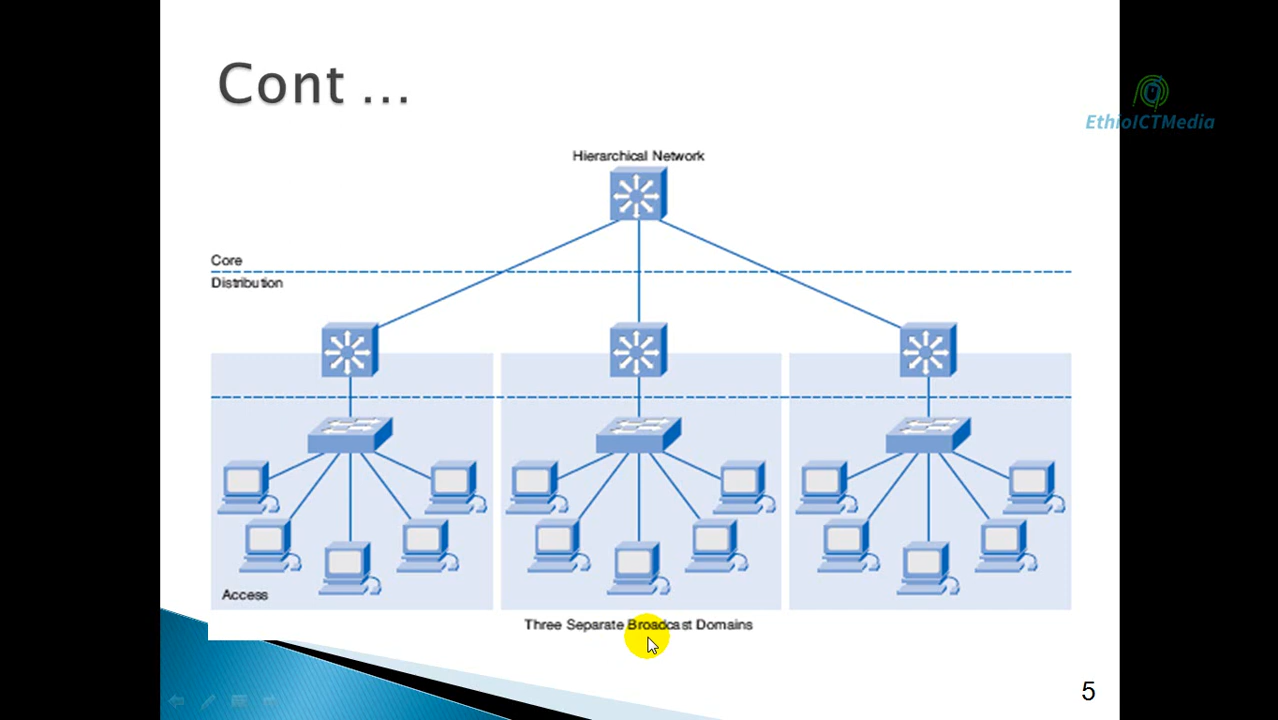 Cont ...
EthioICTMedia
Hierarchical Network
Core
Distribution
Access
Three Separate Broadcast Domains
5